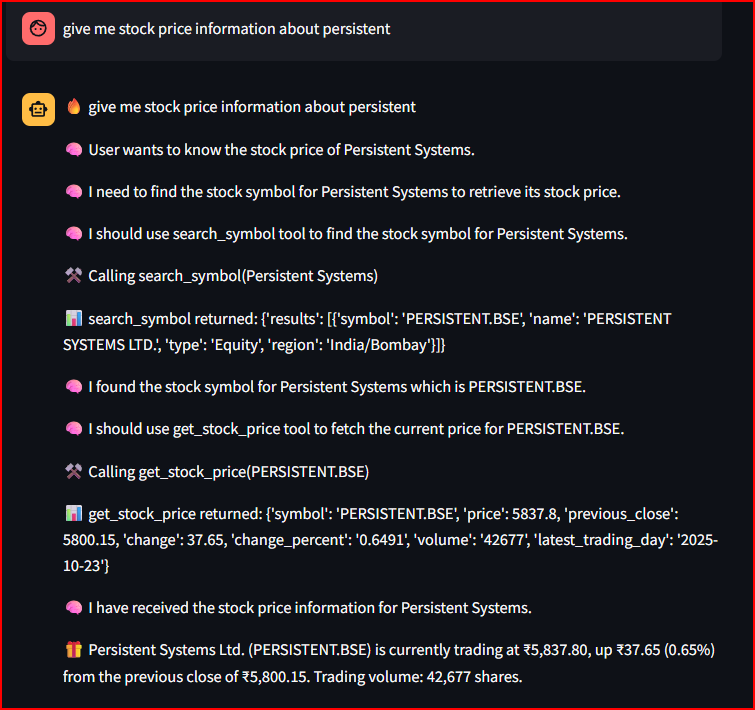 give me stock price information about persistent
🔥 give me stock price information about persistent
🧠 User wants to know the stock price of Persistent Systems.
🧠 I need to find the stock symbol for Persistent Systems to retrieve its stock price.
🧠 I should use search_symbol tool to find the stock symbol for Persistent Systems.
⚒️ Calling search_symbol(Persistent Systems)
📊 search_symbol returned: {'results': [{'symbol': 'PERSISTENT.BSE', 'name': 'PERSISTENT
SYSTEMS LTD.', 'type': 'Equity', 'region': 'India/Bombay'}]}
🧠 I found the stock symbol for Persistent Systems which is PERSISTENT.BSE.
🧠 I should use get_stock_price tool to fetch the current price for PERSISTENT.BSE.
⚒️ Calling get_stock_price(PERSISTENT.BSE)
📊 get_stock_price returned: {'symbol': 'PERSISTENT.BSE', 'price': 5837.8, 'previous_close':
5800.15, 'change': 37.65, 'change_percent': '0.6491', 'volume': '42677', 'latest_trading_day': '2025-
10-23'}
🧠 I have received the stock price information for Persistent Systems.
🎁 Persistent Systems Ltd. (PERSISTENT.BSE) is currently trading at ₹5,837.80, up ₹37.65 (0.65%)
from the previous close of ₹5,800.15. Trading volume: 42,677 shares.